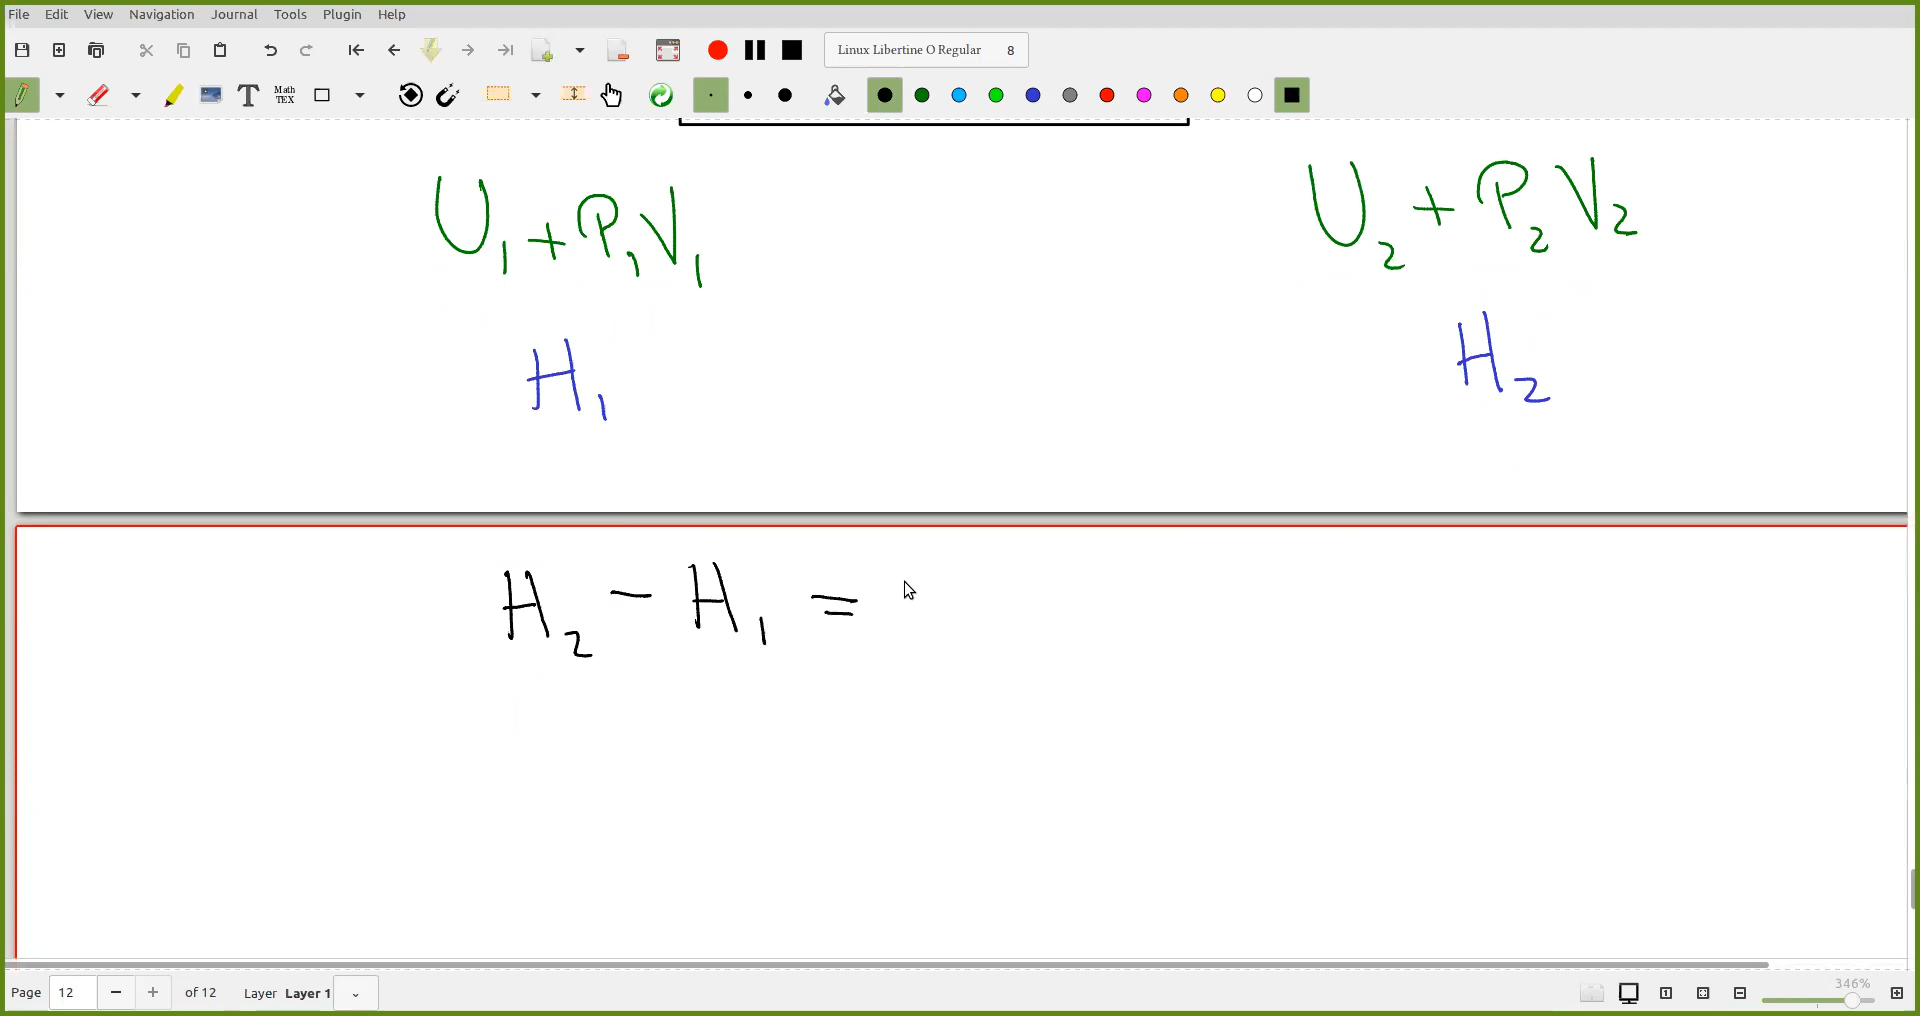 File Edit View Navigation Journal Tools Plugin Help
Linux Libertine O Regular 8
T Math TEX
U₁ + P₁V₁
U₂ + P₂V₂
H₁
H₂
H₂ − H₁ =
346%
Page 12 − + of 12 Layer Layer 1